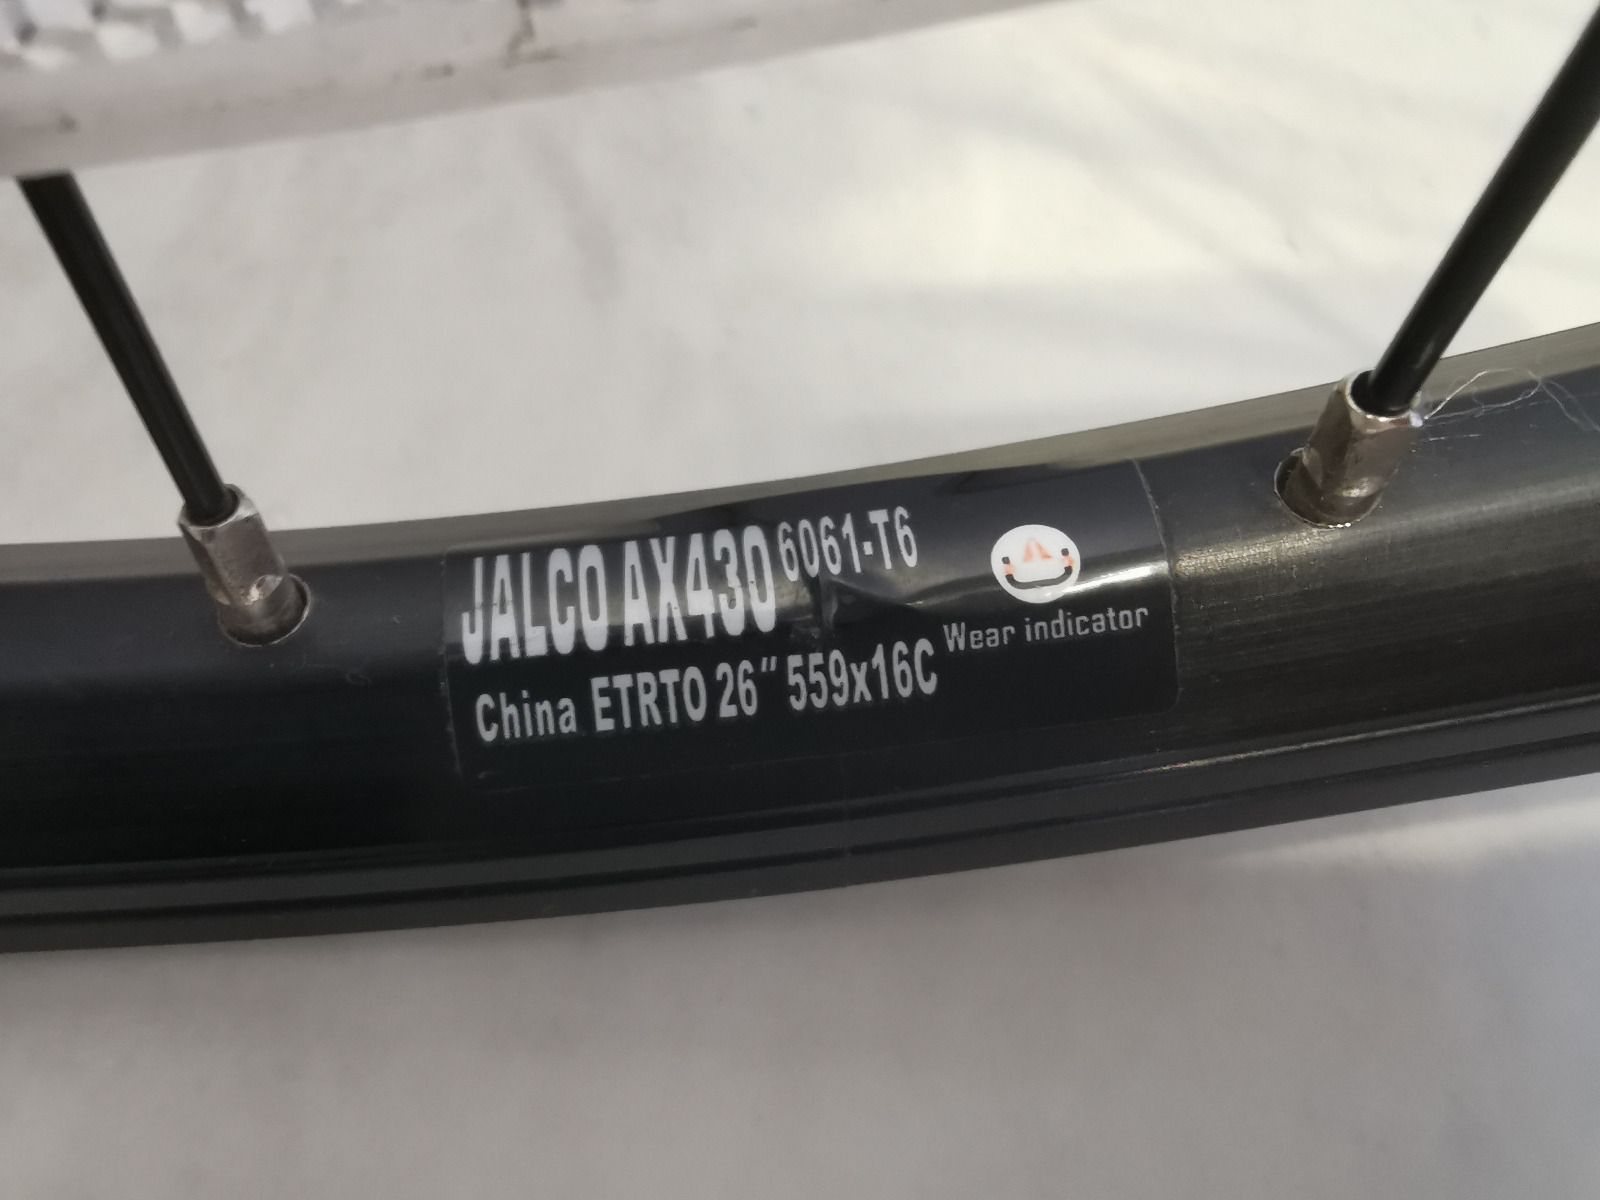 JALCO AX430 6061-T6
Wear indicator
China ETRTO 26" 559x16C